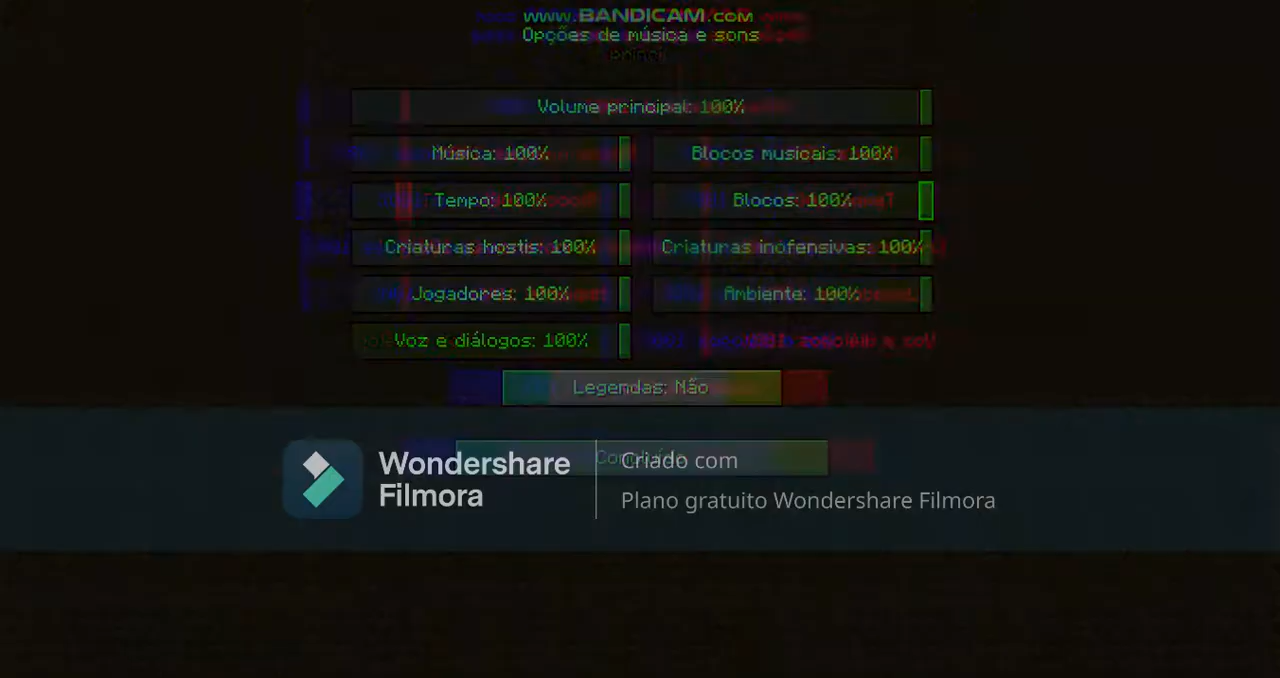 www.BANDICAM.com
Opções de música e sons
Volume principal: 100%
Música: 100%
Blocos musicais: 100%
Tempo: 100%
Blocos: 100%
Criaturas hostis: 100%
Criaturas inofensivas: 100%
Jogadores: 100%
Ambiente: 100%
Voz e diálogos: 100%
Legendas: Não
Concluído
Wondershare
Filmora
Criado com
Plano gratuito Wondershare Filmora